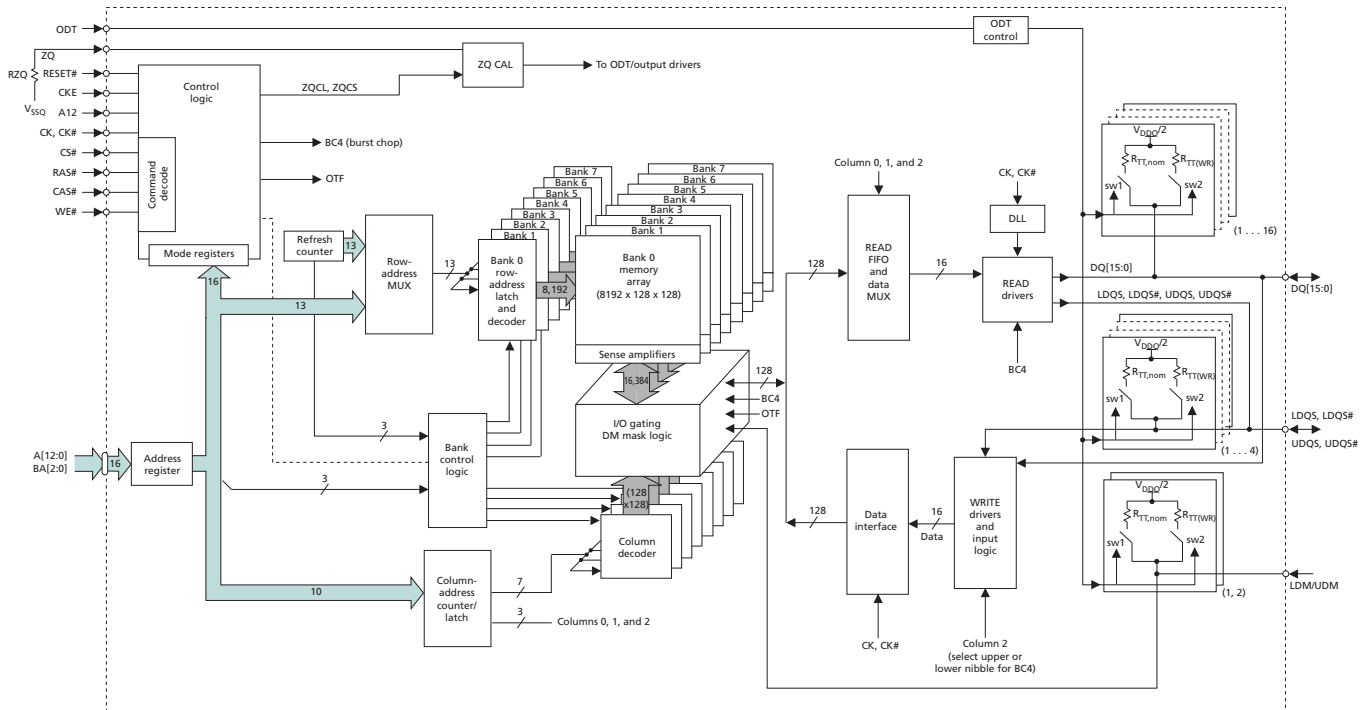 ODT
ODT
control
ZQ
RZQ
RESET#
CKE
VSSQ
A12
CK, CK#
CS#
RAS#
CAS#
WE#
Control
logic
Command
decode
Mode registers
ZQCL, ZQCS
ZQ CAL
To ODT/output drivers
BC4 (burst chop)
OTF
Refresh
counter
13
Row-
address
MUX
16
13
13
Bank 7
Bank 6
Bank 5
Bank 4
Bank 3
Bank 2
Bank 1
Bank 0
row-
address
latch
and
decoder
8,192
Bank 7
Bank 6
Bank 5
Bank 4
Bank 3
Bank 2
Bank 1
Bank 0
memory
array
(8192 x 128 x 128)
Sense amplifiers
16,384
I/O gating
DM mask logic
128
BC4
OTF
(128
x128)
Column
decoder
A[12:0]
BA[2:0]
16
Address
register
3
3
Bank
control
logic
10
Column-
address
counter/
latch
7
3
Columns 0, 1, and 2
Column 0, 1, and 2
128
READ
FIFO
and
data
MUX
16
CK, CK#
DLL
READ
drivers
BC4
DQ[15:0]
LDQS, LDQS#, UDQS, UDQS#
128
Data
interface
CK, CK#
16
Data
WRITE
drivers
and
input
logic
Column 2
(select upper or
lower nibble for BC4)
VDDQ/2
RTT,nom
RTT(WR)
sw1
sw2
(1 . . . 16)
DQ[15:0]
VDDQ/2
RTT,nom
RTT(WR)
sw1
sw2
(1 . . . 4)
LDQS, LDQS#
UDQS, UDQS#
VDDQ/2
RTT,nom
RTT(WR)
sw1
sw2
(1, 2)
LDM/UDM